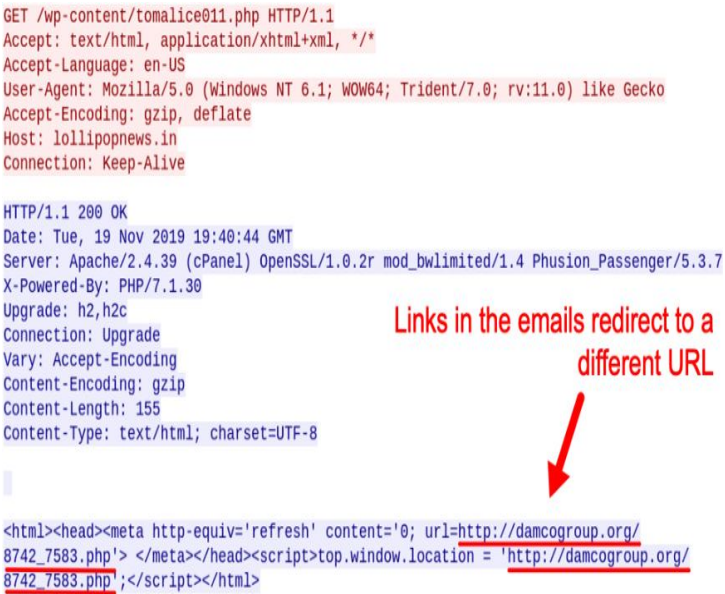 GET /wp-content/tomalice011.php HTTP/1.1
Accept: text/html, application/xhtml+xml, */*
Accept-Language: en-US
User-Agent: Mozilla/5.0 (Windows NT 6.1; WOW64; Trident/7.0; rv:11.0) like Gecko
Accept-Encoding: gzip, deflate
Host: lollipopnews.in
Connection: Keep-Alive
HTTP/1.1 200 OK
Date: Tue, 19 Nov 2019 19:40:44 GMT
Server: Apache/2.4.39 (cPanel) OpenSSL/1.0.2r mod_bwlimited/1.4 Phusion_Passenger/5.3.7
X-Powered-By: PHP/7.1.30
Upgrade: h2,h2c
Connection: Upgrade
Vary: Accept-Encoding
Content-Encoding: gzip
Content-Length: 155
Content-Type: text/html; charset=UTF-8
Links in the emails redirect to a
different URL
<html><head><meta http-equiv='refresh' content='0; url=http://damcogroup.org/
8742_7583.php'> </meta></head><script>top.window.location = 'http://damcogroup.org/
8742_7583.php';</script></html>